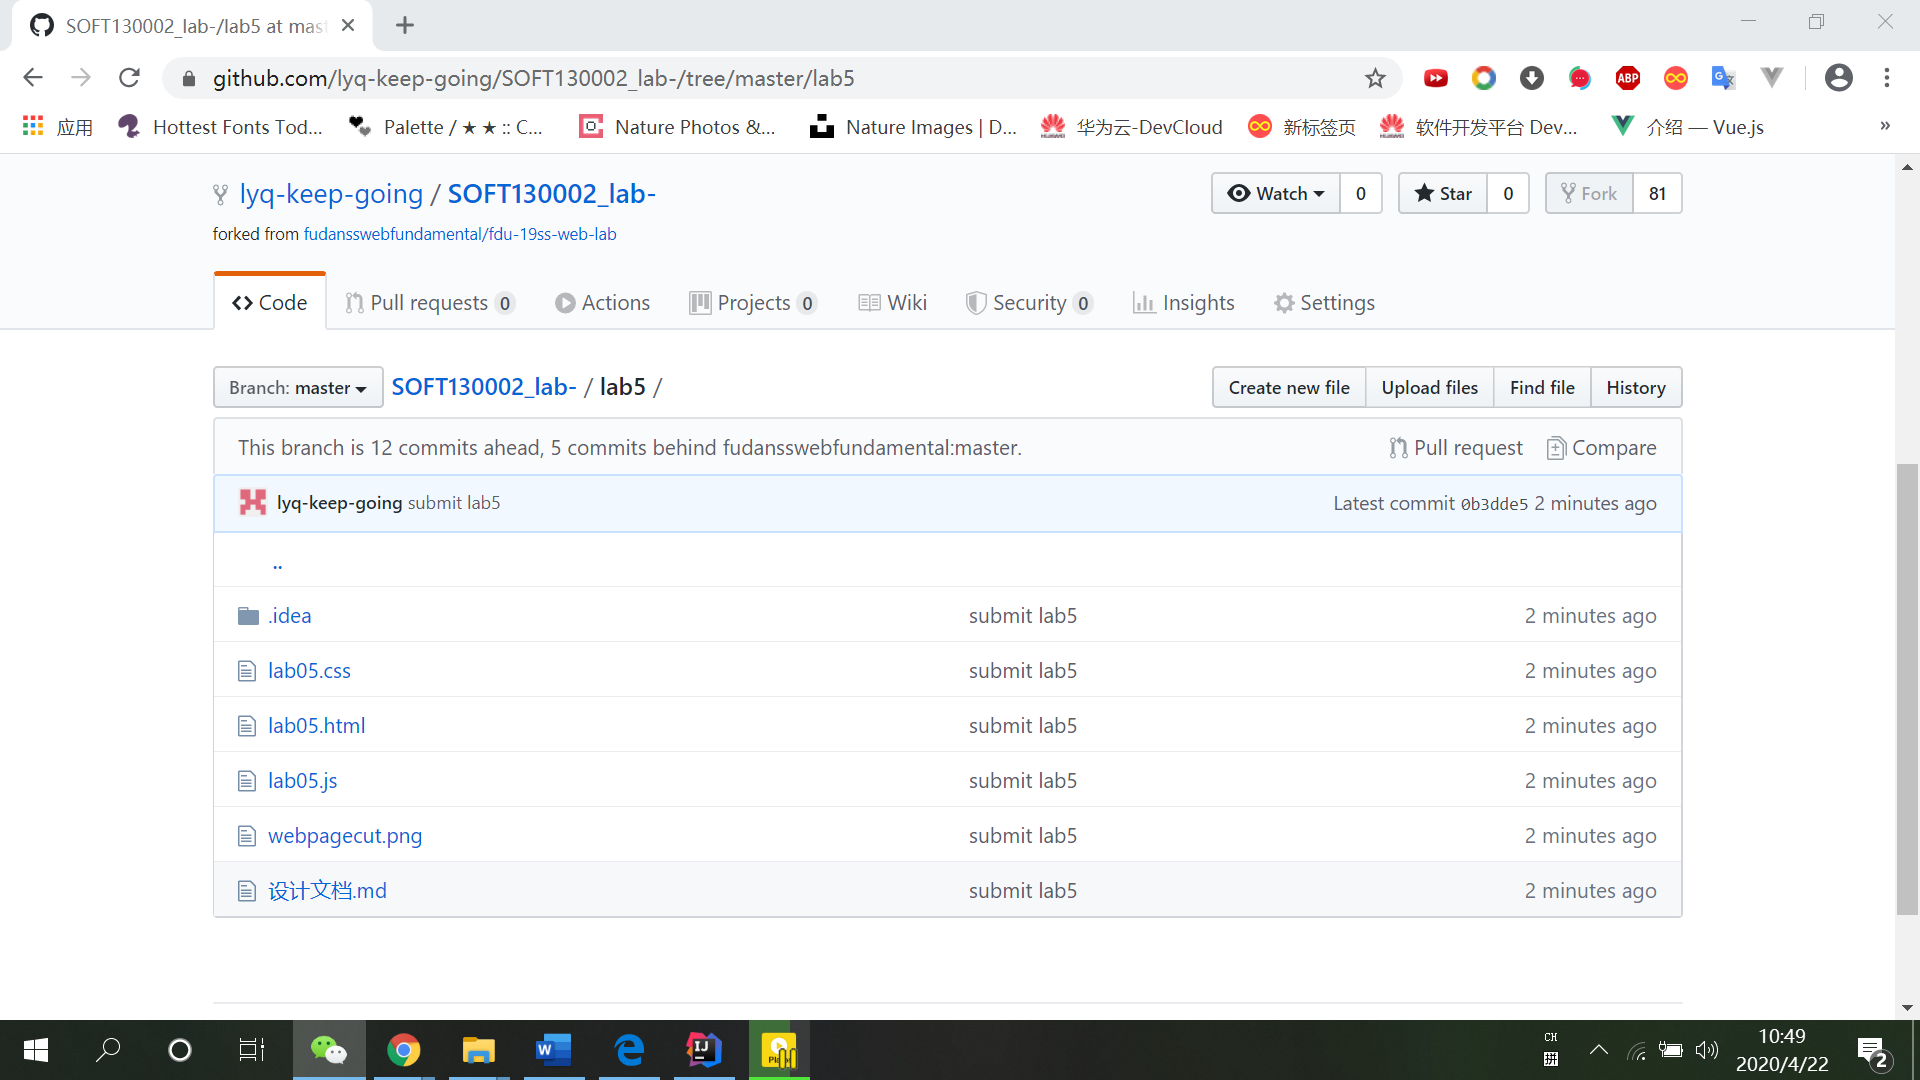 SOFT130002_lab-/lab5 at mast
github.com/lyq-keep-going/SOFT130002_lab-/tree/master/lab5
ABP
应用
Hottest Fonts Tod...
Palette / ★ ★ :: C...
Nature Photos &...
Nature Images | D...
华为云-DevCloud
新标签页
软件开发平台 Dev...
介绍 — Vue.js
»
lyq-keep-going / SOFT130002_lab-
Watch 0
Star 0
Fork 81
forked from fudansswebfundamental/fdu-19ss-web-lab
Code
Pull requests 0
Actions
Projects 0
Wiki
Security 0
Insights
Settings
Branch: master
SOFT130002_lab- / lab5 /
Create new file
Upload files
Find file
History
This branch is 12 commits ahead, 5 commits behind fudansswebfundamental:master.
Pull request
Compare
lyq-keep-going submit lab5
Latest commit 0b3dde5 2 minutes ago
..
.idea submit lab5 2 minutes ago
lab05.css submit lab5 2 minutes ago
lab05.html submit lab5 2 minutes ago
lab05.js submit lab5 2 minutes ago
webpagecut.png submit lab5 2 minutes ago
设计文档.md submit lab5 2 minutes ago
CH
拼
10:49
2020/4/22
2